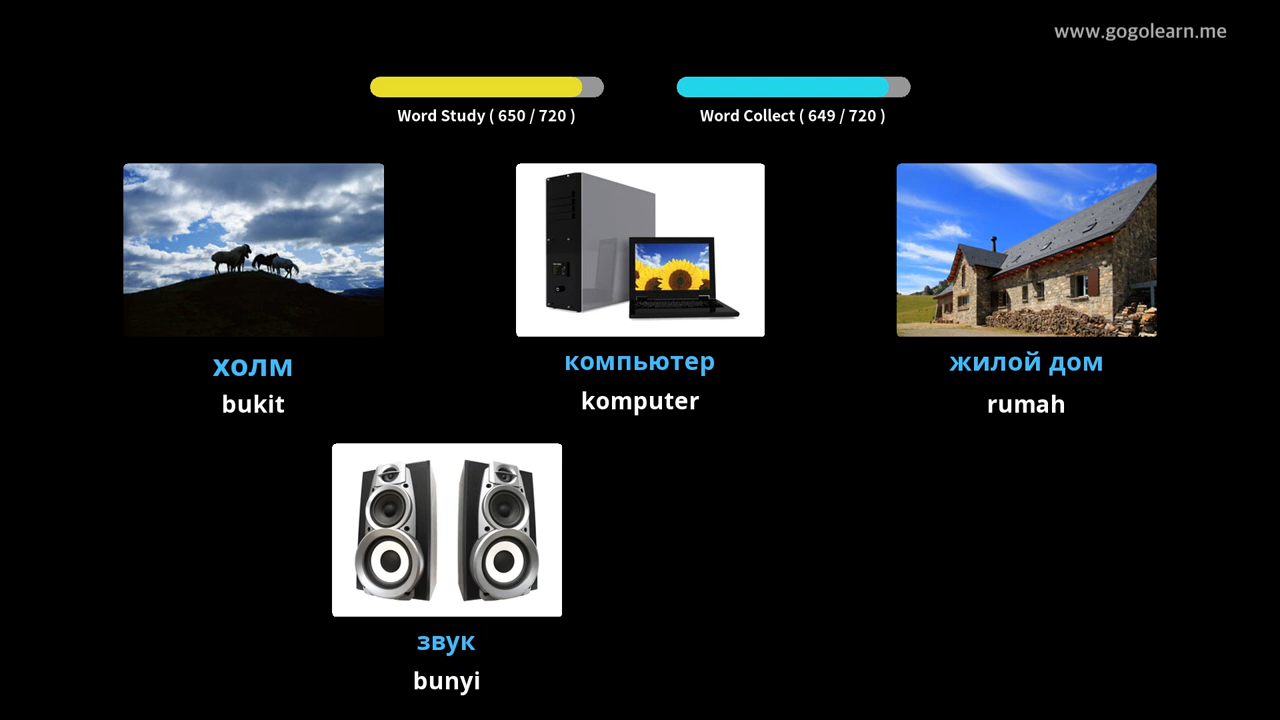 www.gogolearn.me
Word Study ( 650 / 720 )
Word Collect ( 649 / 720 )
холм
bukit
компьютер
komputer
жилой дом
rumah
звук
bunyi